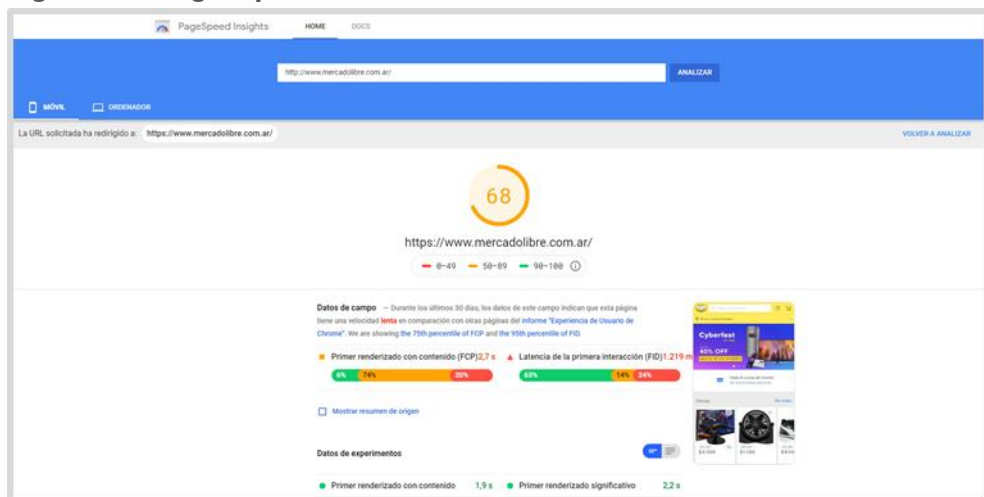 PageSpeed Insights HOME DOCS
http://www.mercadolibre.com.ar/ ANALIZAR
MÓVIL ORDENADOR
La URL solicitada ha redirigido a: https://www.mercadolibre.com.ar/ VOLVER A ANALIZAR
68
https://www.mercadolibre.com.ar/
0-49 50-89 90-100
Datos de campo — Durante los últimos 30 días, los datos de este campo indican que esta página
tiene una velocidad lenta en comparación con otras páginas del informe "Experiencia de Usuario de
Chrome". We are showing the 75th percentile of FCP and the 95th percentile of FID.
Primer renderizado con contenido (FCP)2,7 s Latencia de la primera interacción (FID)1.219 m
6% 74% 20% 63% 14% 24%
Mostrar resumen de origen
Cyberfest
40% OFF
Datos de experimentos
Primer renderizado con contenido 1,9 s Primer renderizado significativo 2,2 s